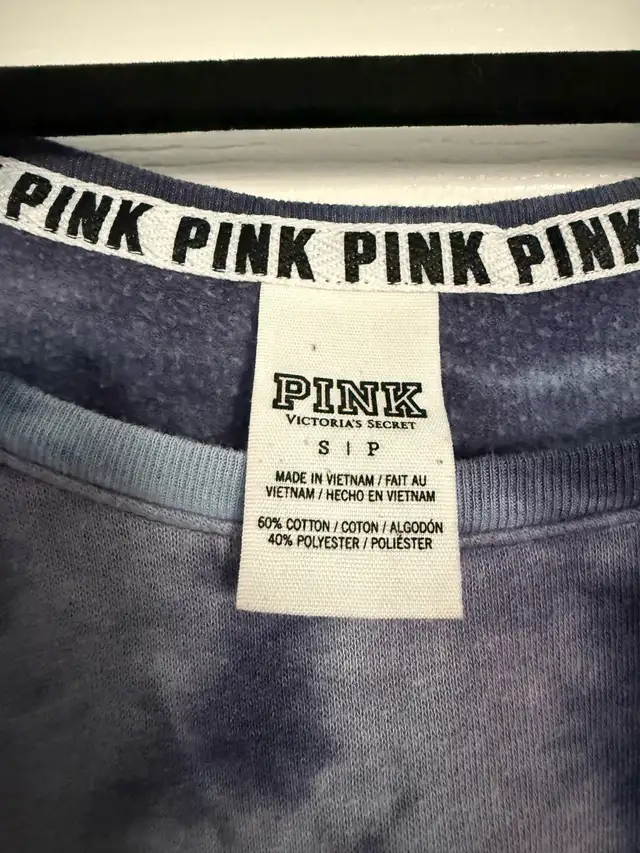 PINK PINK PINK PINK
PINK
VICTORIA'S SECRET
S | P
MADE IN VIETNAM / FAIT AU
VIETNAM / HECHO EN VIETNAM
60% COTTON / COTON / ALGODÓN
40% POLYESTER / POLIÉSTER